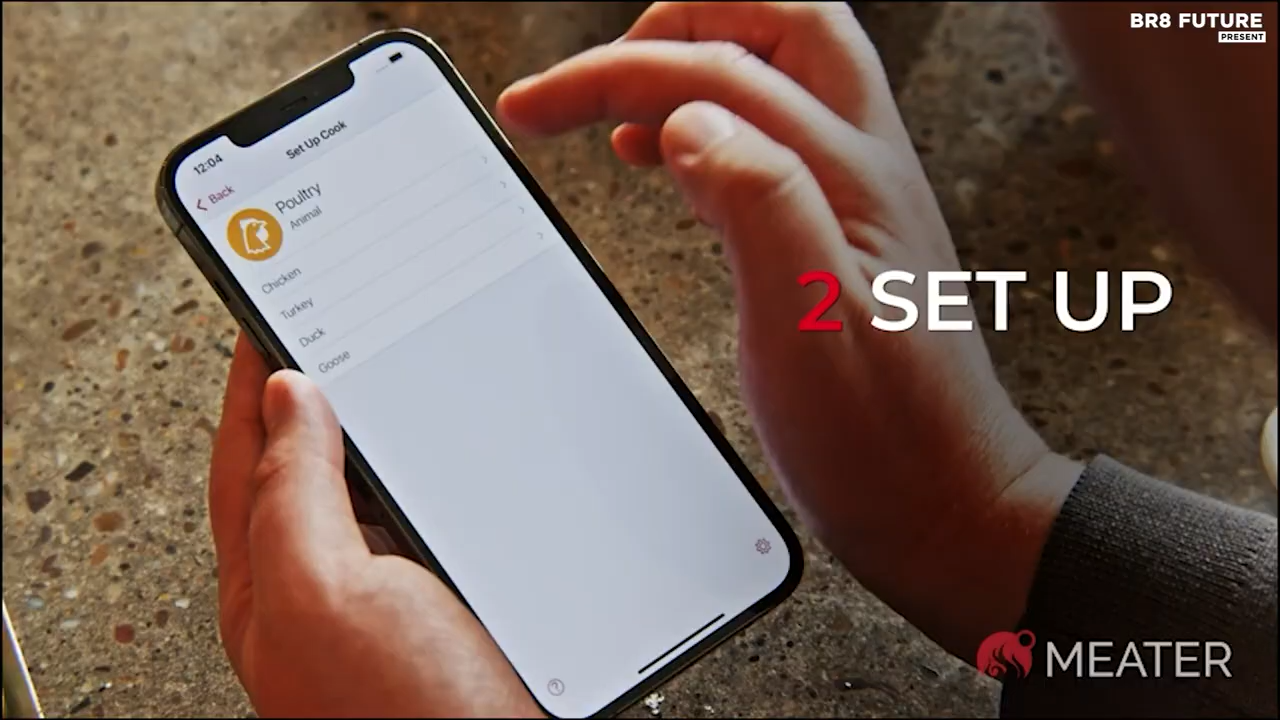 BR8 FUTURE
PRESENT
12:04
Set Up Cook
Back
Poultry
Animal
Chicken
Turkey
Duck
Goose
2 SET UP
MEATER
?